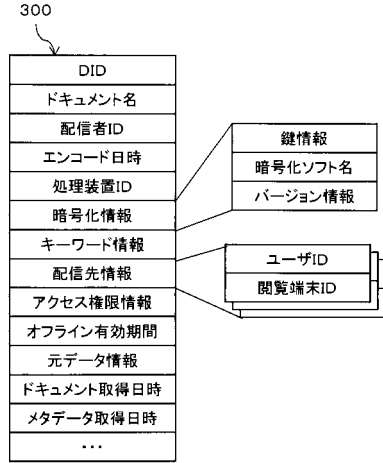 300
DID
ドキュメント名
配信者ID
エンコード日時
処理装置ID
暗号化情報
キーワード情報
配信先情報
アクセス権限情報
オフライン有効期間
元データ情報
ドキュメント取得日時
メタデータ取得日時
・・・
鍵情報
暗号化ソフト名
バージョン情報
ユーザID
閲覧端末ID